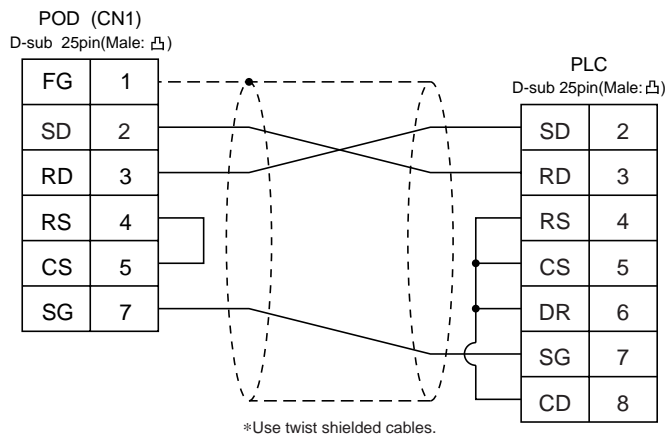 POD (CN1)
D-sub 25pin(Male: 凸)
FG 1
SD 2
RD 3
RS 4
CS 5
SG 7
PLC
D-sub 25pin(Male: 凸)
SD 2
RD 3
RS 4
CS 5
DR 6
SG 7
CD 8
*Use twist shielded cables.